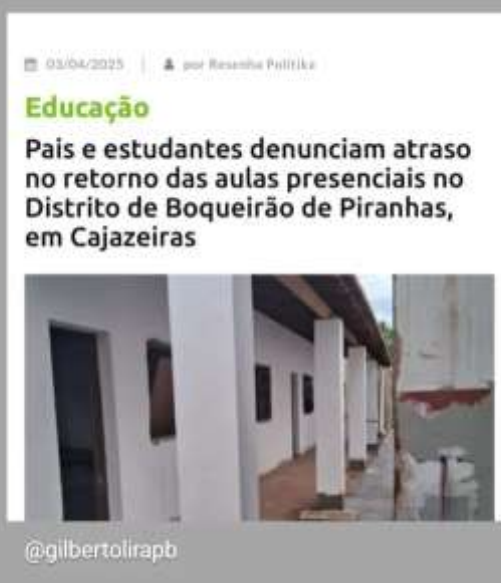 03/04/2025
por Resenha Politika
Educação
Pais e estudantes denunciam atraso
no retorno das aulas presenciais no
Distrito de Boqueirão de Piranhas,
em Cajazeiras
@gilbertolirapb